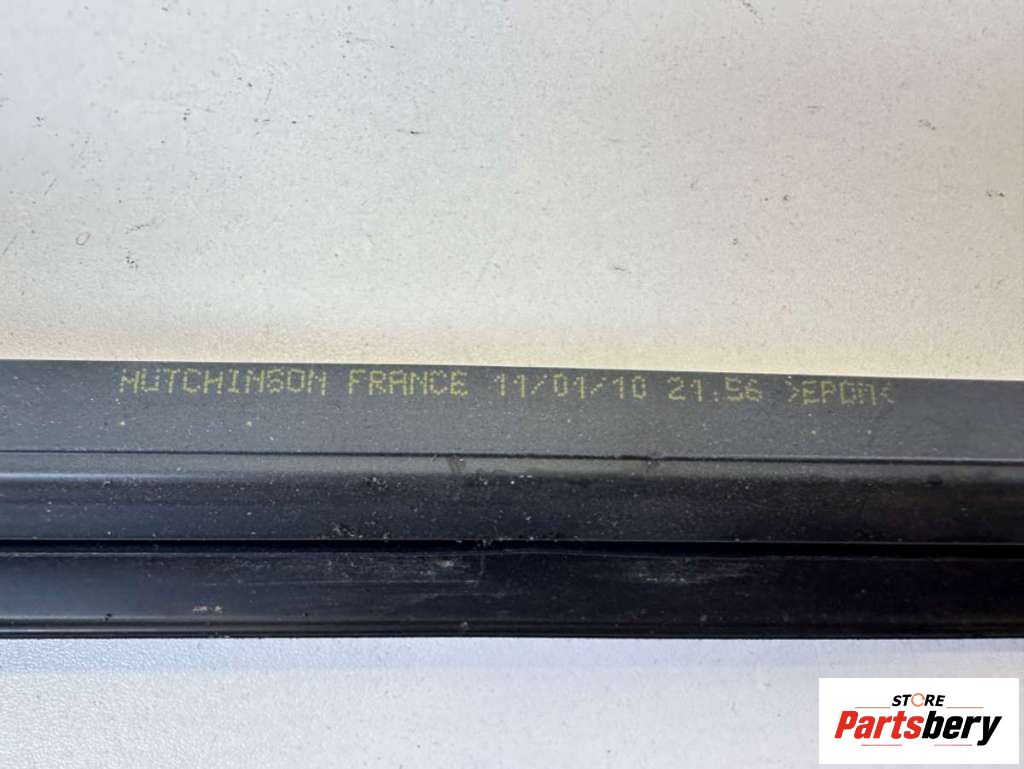 HUTCHINSON FRANCE 11/01/10 21:56 >EPDM<
STORE
Partsbery